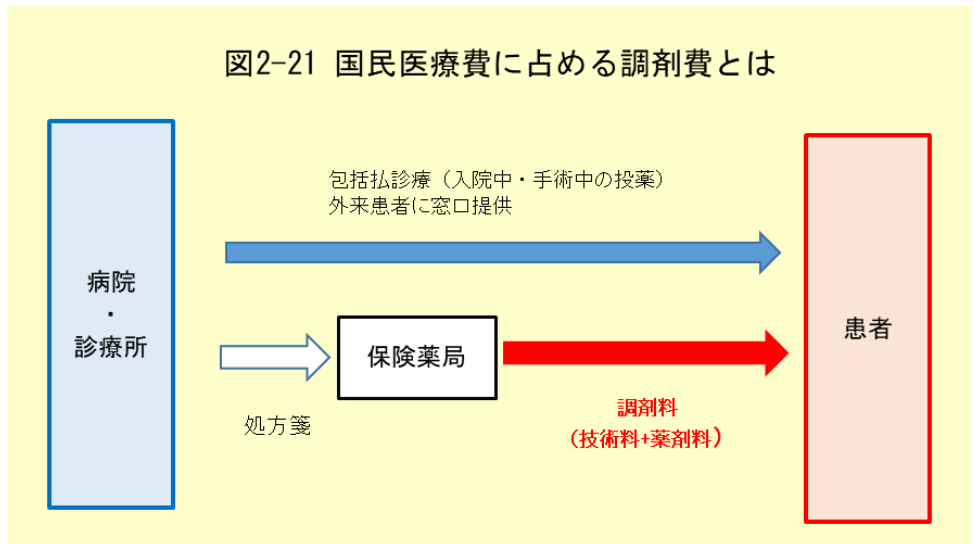 図2-21 国民医療費に占める調剤費とは
包括払診療（入院中・手術中の投薬）
外来患者に窓口提供
病院
・
診療所
保険薬局
患者
処方箋
調剤料
（技術料+薬剤料）